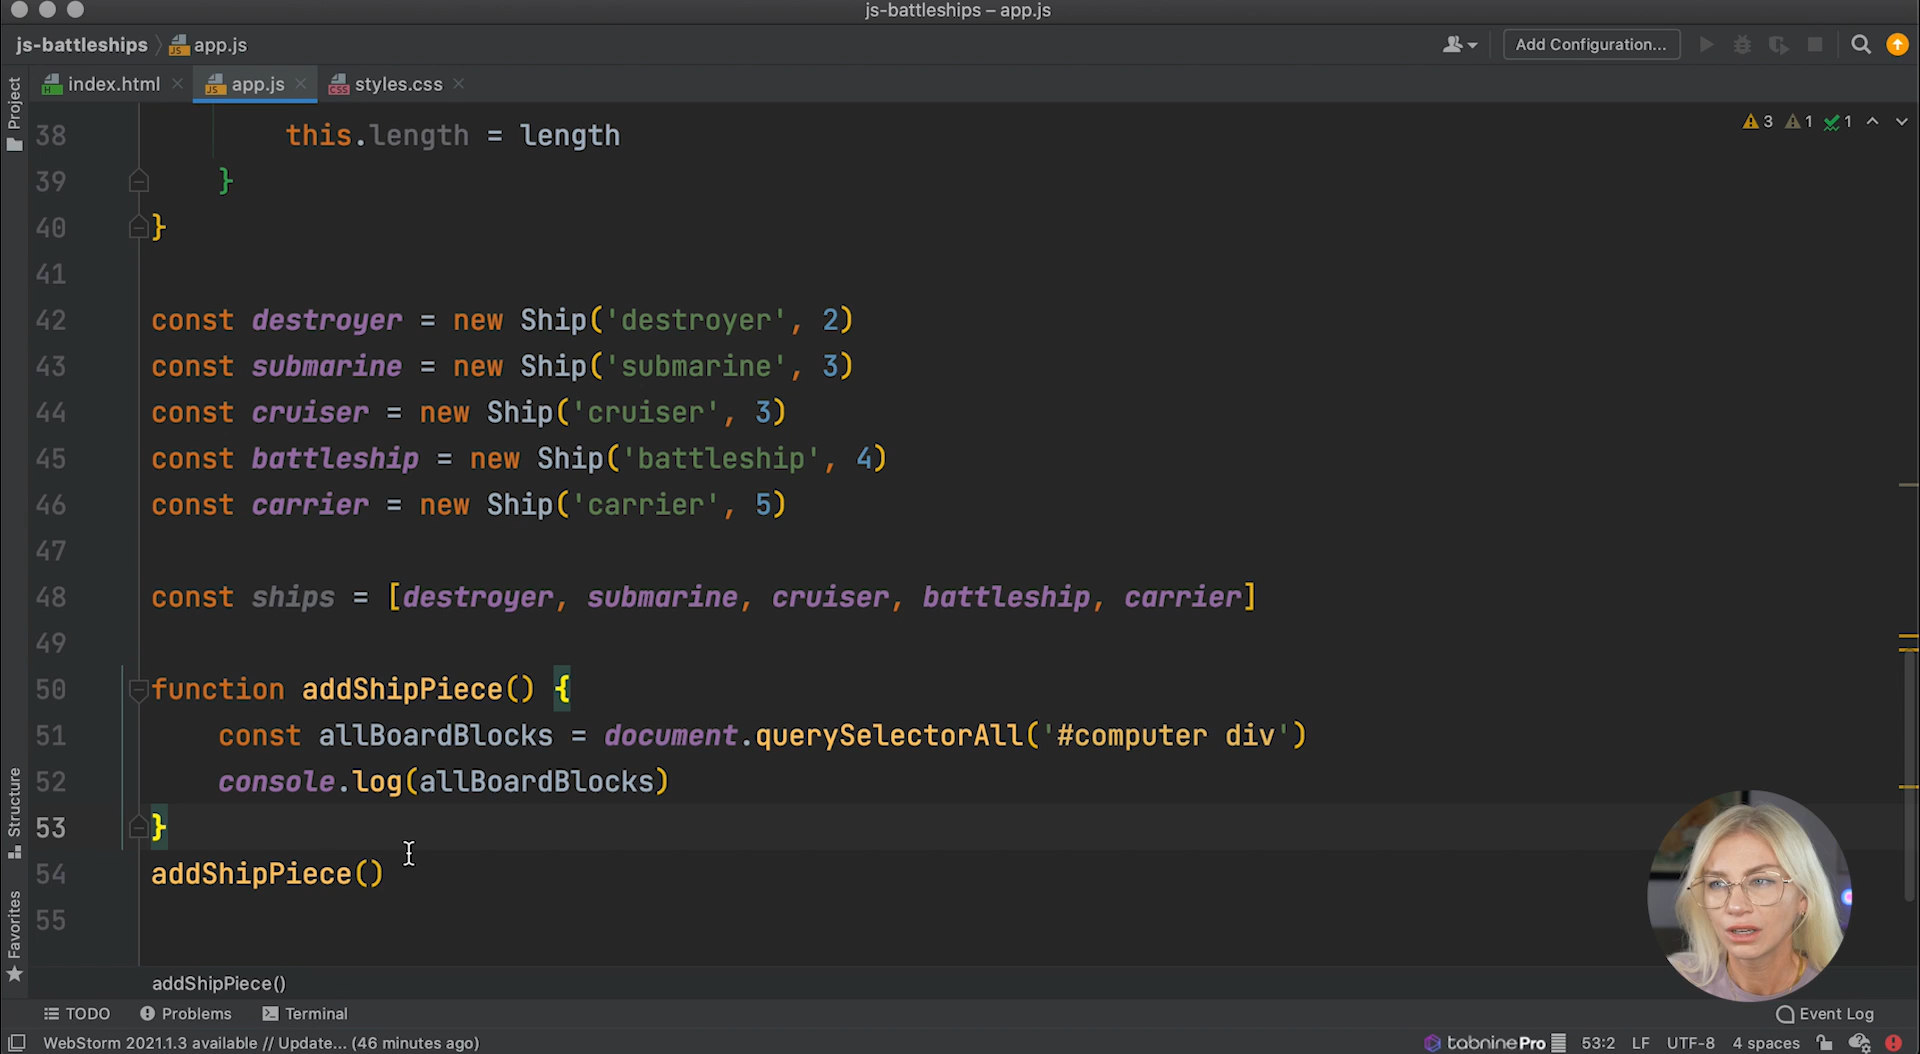 js-battleships – app.js
js-battleships app.js
Add Configuration...
index.html app.js styles.css
Project
3 1 1
38 this.length = length
39 }
40 }
41
42 const destroyer = new Ship('destroyer', 2)
43 const submarine = new Ship('submarine', 3)
44 const cruiser = new Ship('cruiser', 3)
45 const battleship = new Ship('battleship', 4)
46 const carrier = new Ship('carrier', 5)
47
48 const ships = [destroyer, submarine, cruiser, battleship, carrier]
49
50 function addShipPiece() {
51 const allBoardBlocks = document.querySelectorAll('#computer div')
52 console.log(allBoardBlocks)
53 }
54 addShipPiece()
55
Structure
Favorites
addShipPiece()
TODO Problems Terminal Event Log
WebStorm 2021.1.3 available // Update... (46 minutes ago) tabnine Pro 53:2 LF UTF-8 4 spaces